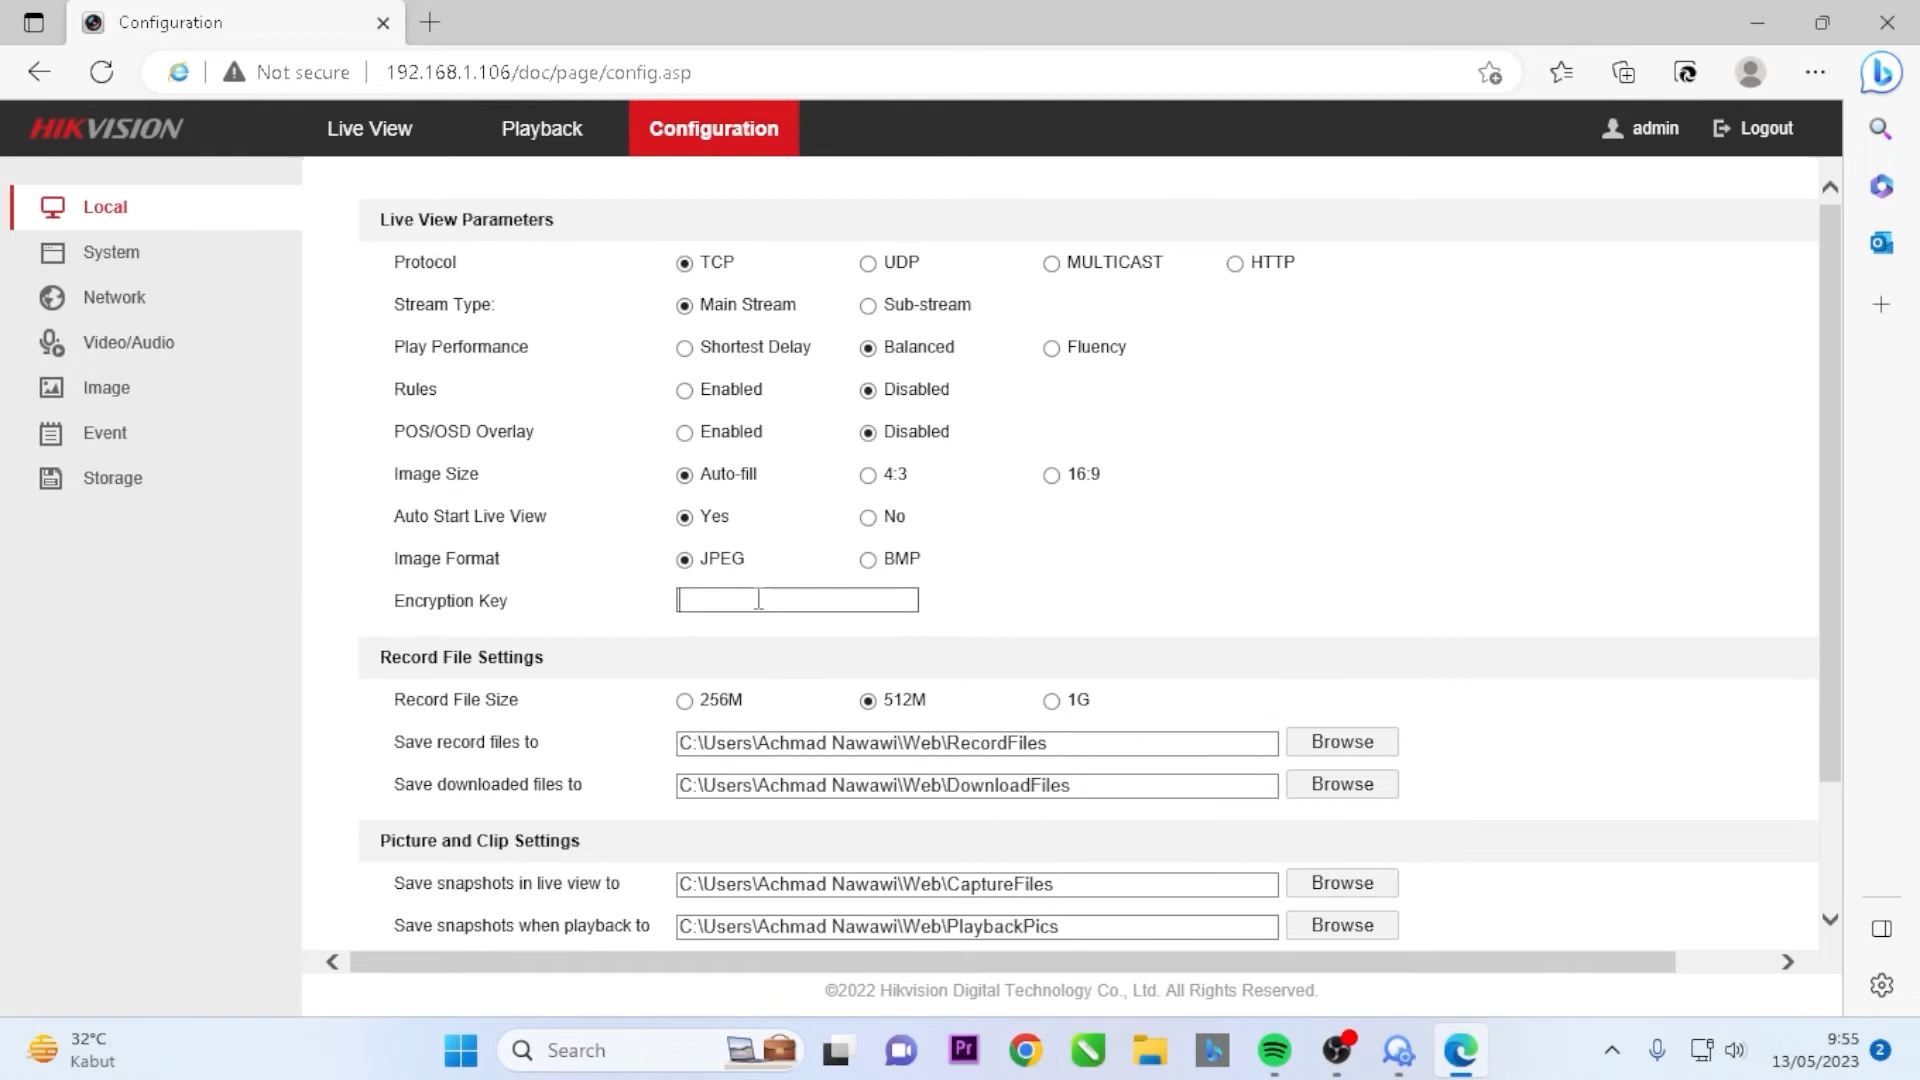 Configuration
Not secure 192.168.1.106/doc/page/config.asp
HIKVISION Live View Playback Configuration admin Logout
Local
System
Network
Video/Audio
Image
Event
Storage
Live View Parameters
Protocol TCP UDP MULTICAST HTTP
Stream Type: Main Stream Sub-stream
Play Performance Shortest Delay Balanced Fluency
Rules Enabled Disabled
POS/OSD Overlay Enabled Disabled
Image Size Auto-fill 4:3 16:9
Auto Start Live View Yes No
Image Format JPEG BMP
Encryption Key
Record File Settings
Record File Size 256M 512M 1G
Save record files to C:\Users\Achmad Nawawi\Web\RecordFiles Browse
Save downloaded files to C:\Users\Achmad Nawawi\Web\DownloadFiles Browse
Picture and Clip Settings
Save snapshots in live view to C:\Users\Achmad Nawawi\Web\CaptureFiles Browse
Save snapshots when playback to C:\Users\Achmad Nawawi\Web\PlaybackPics Browse
©2022 Hikvision Digital Technology Co., Ltd. All Rights Reserved.
32°C
Kabut
Search
Pr
9:55
13/05/2023
2